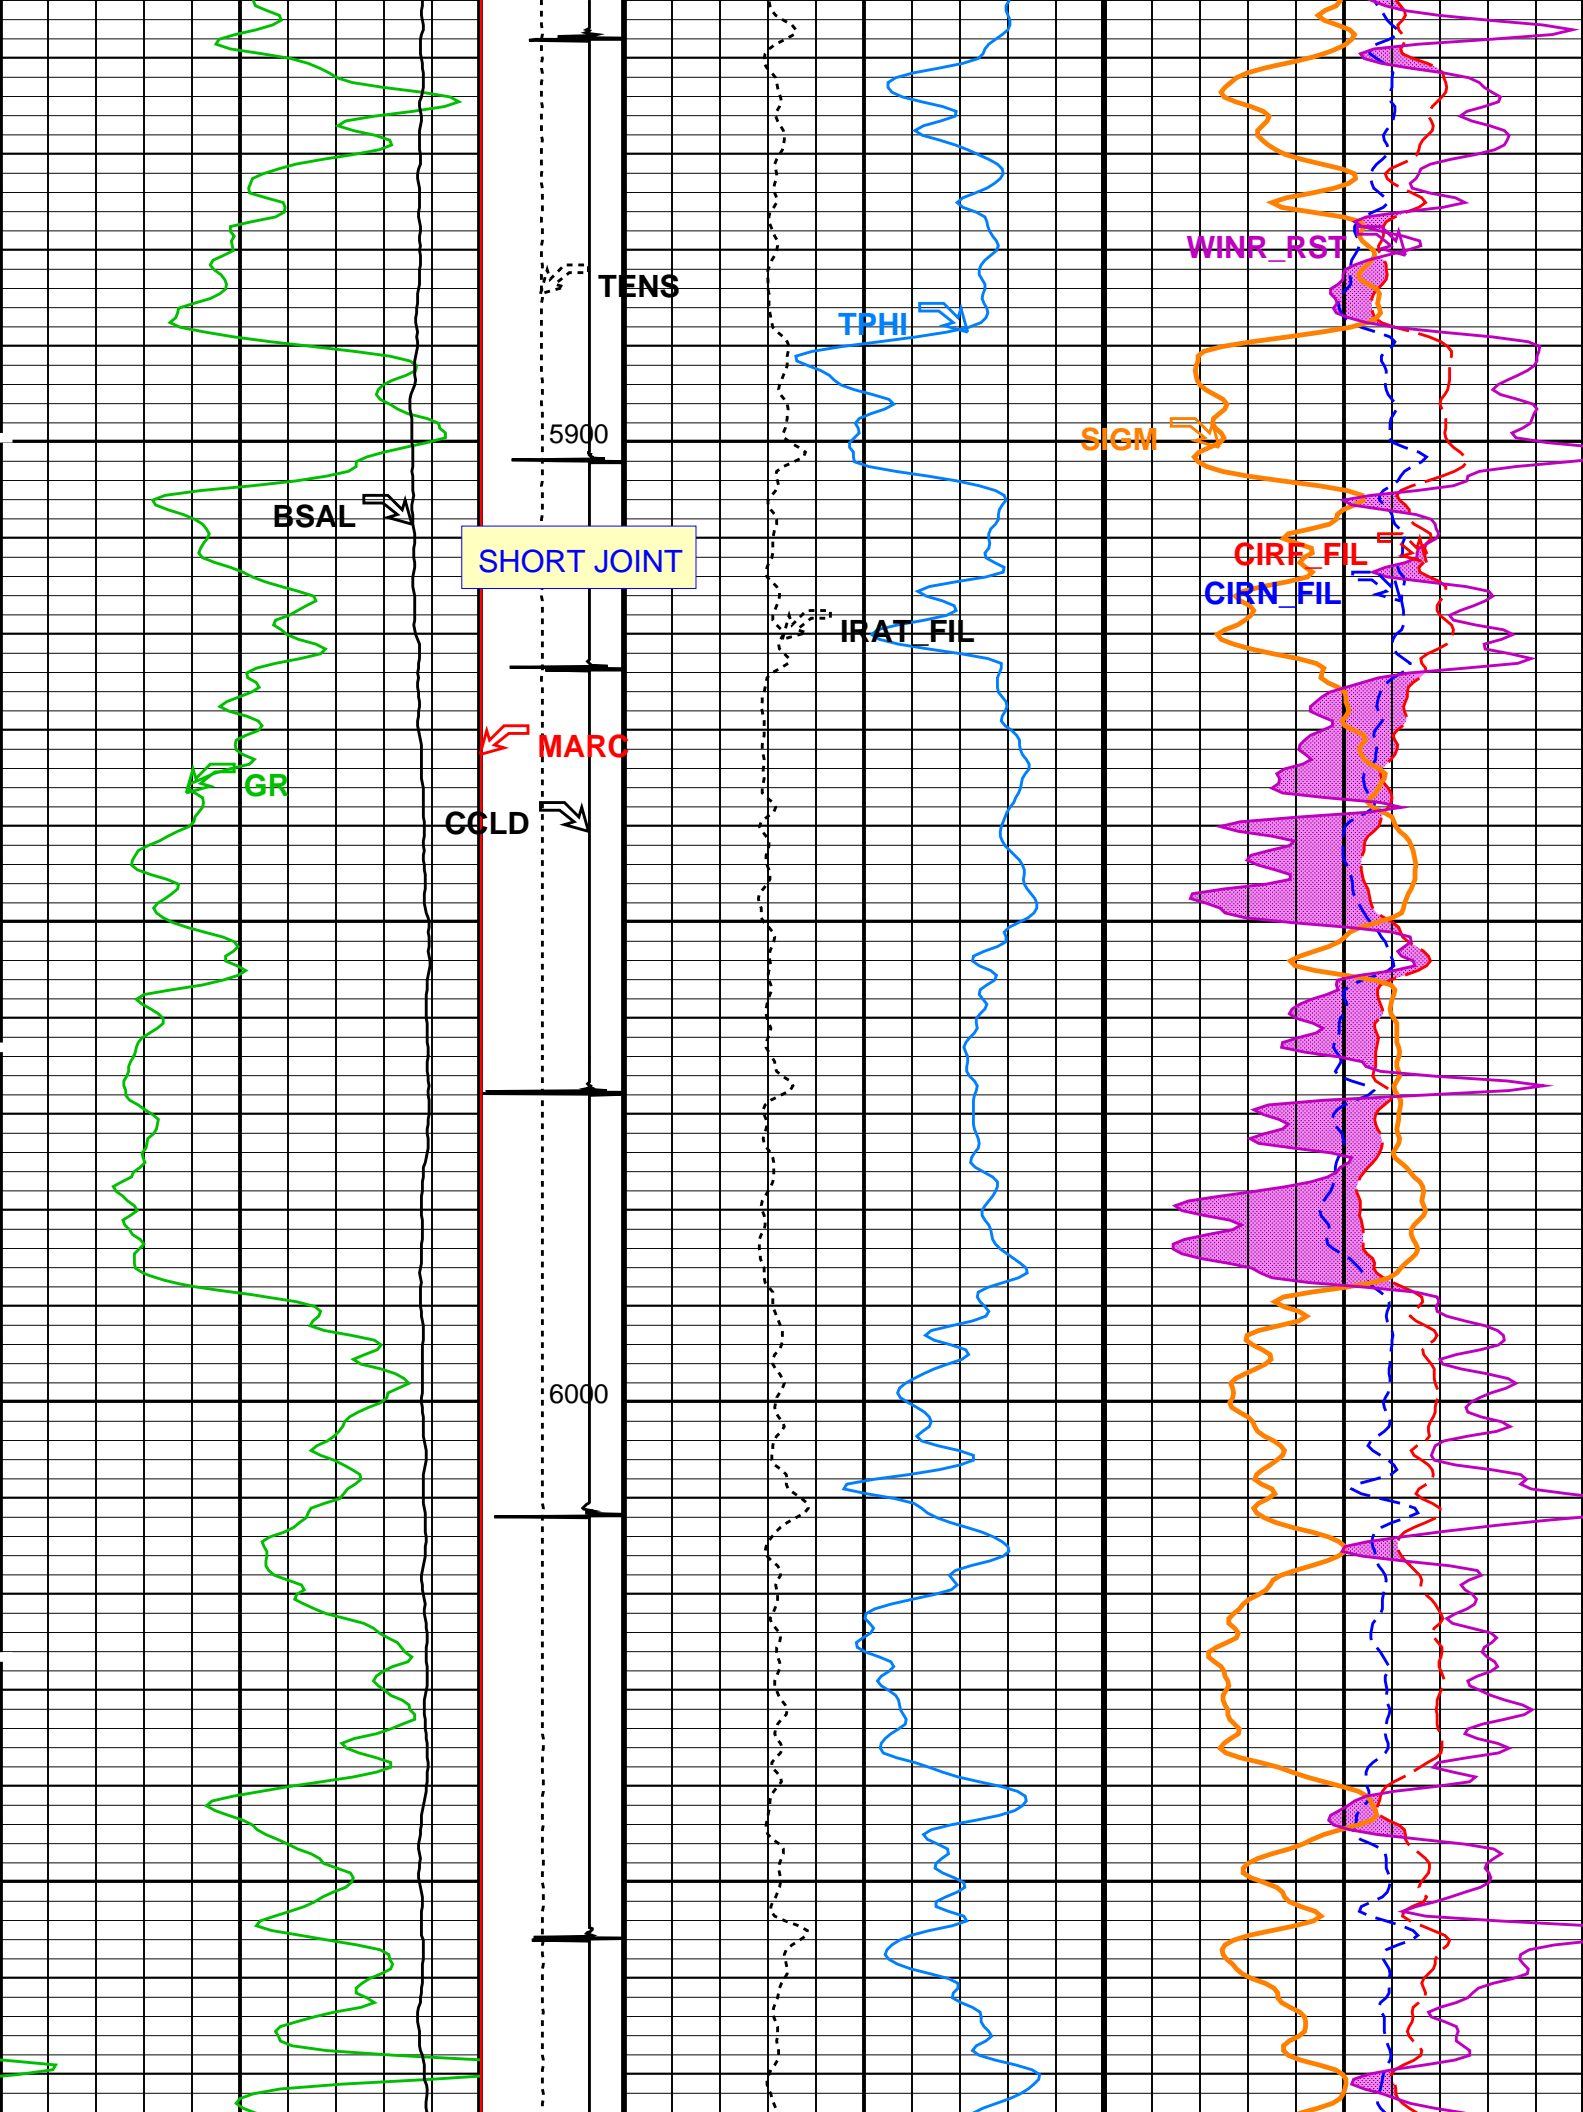 WINR_RST
TENS
TPHI
5900
SIGM
BSAL
SHORT JOINT
CIRF_FIL
CIRN_FIL
IRAT_FIL
MARC
GR
CCLD
6000